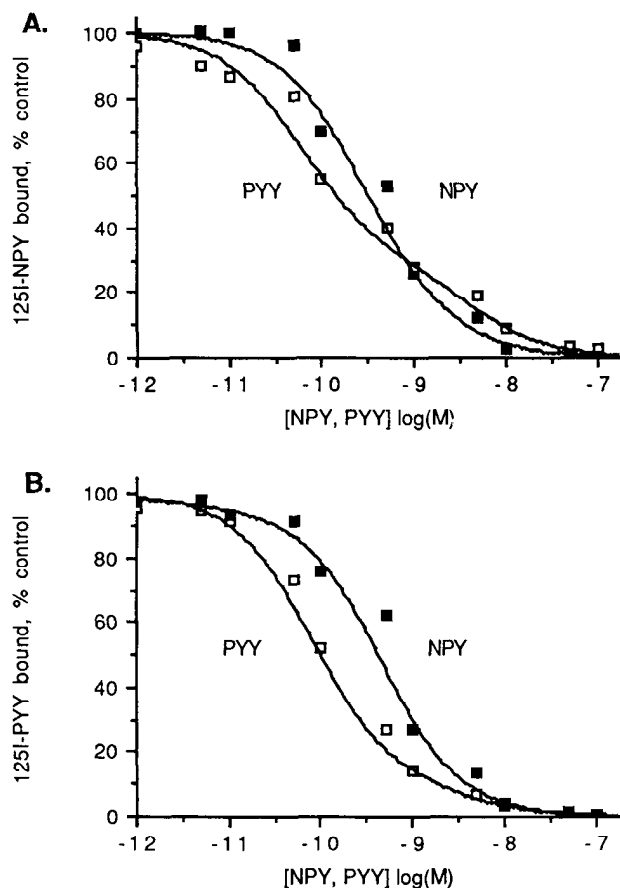 A.
125I-NPY bound, % control
100
80
60
40
20
0
PYY
NPY
-12
-11
-10
-9
-8
-7
[NPY, PYY] log(M)
B.
125I-PYY bound, % control
100
80
60
40
20
0
PYY
NPY
-12
-11
-10
-9
-8
-7
[NPY, PYY] log(M)